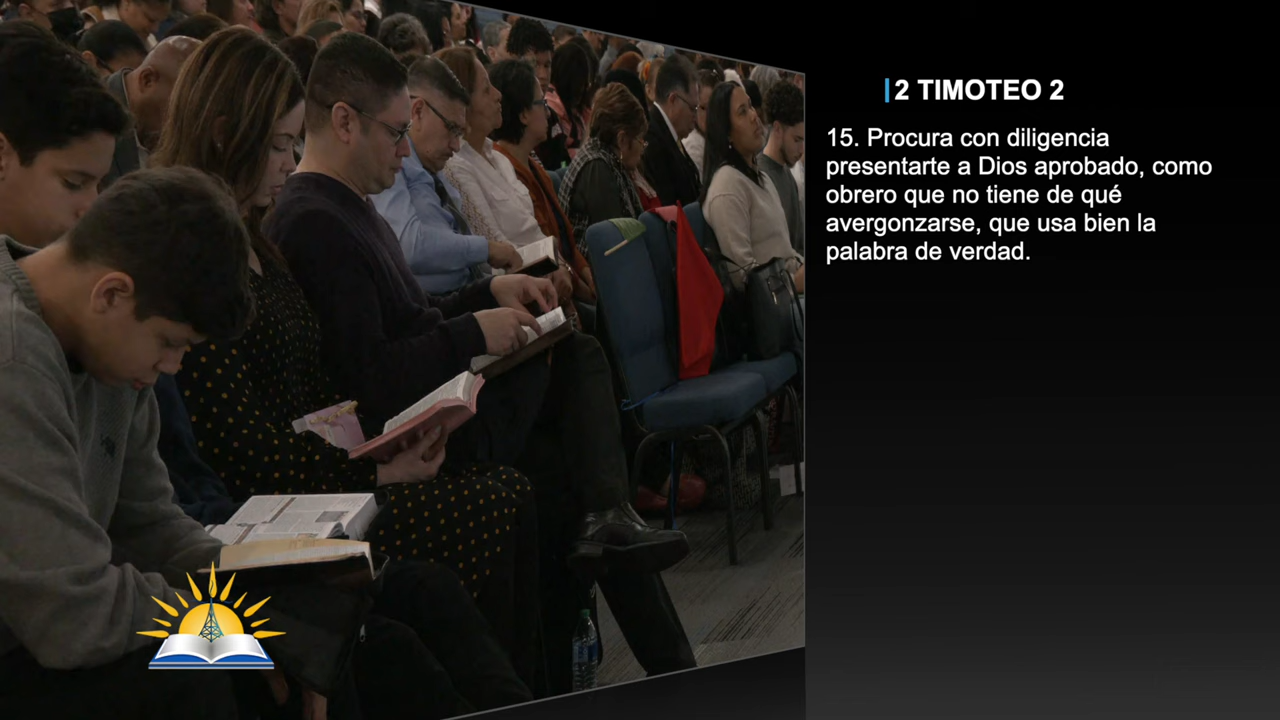 2 TIMOTEO 2
15. Procura con diligencia
presentarte a Dios aprobado, como
obrero que no tiene de qué
avergonzarse, que usa bien la
palabra de verdad.